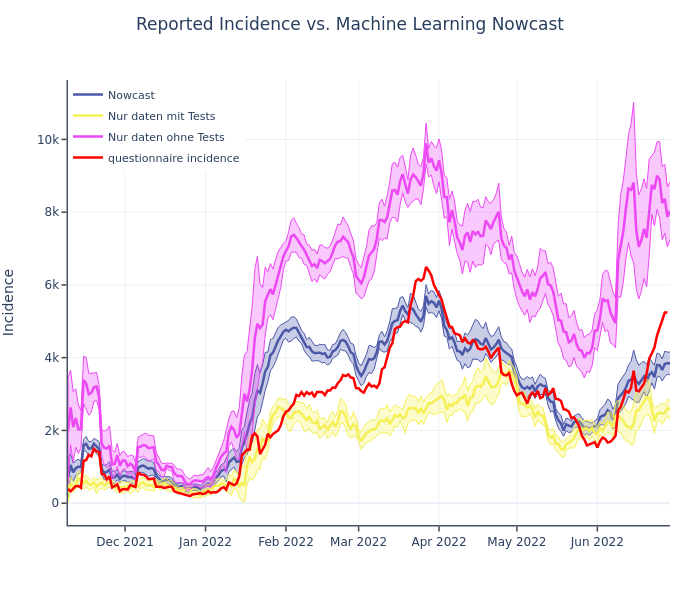 Reported Incidence vs. Machine Learning Nowcast
Nowcast
Nur daten mit Tests
Nur daten ohne Tests
questionnaire incidence
Incidence
10k
8k
6k
4k
2k
0
Dec 2021
Jan 2022
Feb 2022
Mar 2022
Apr 2022
May 2022
Jun 2022